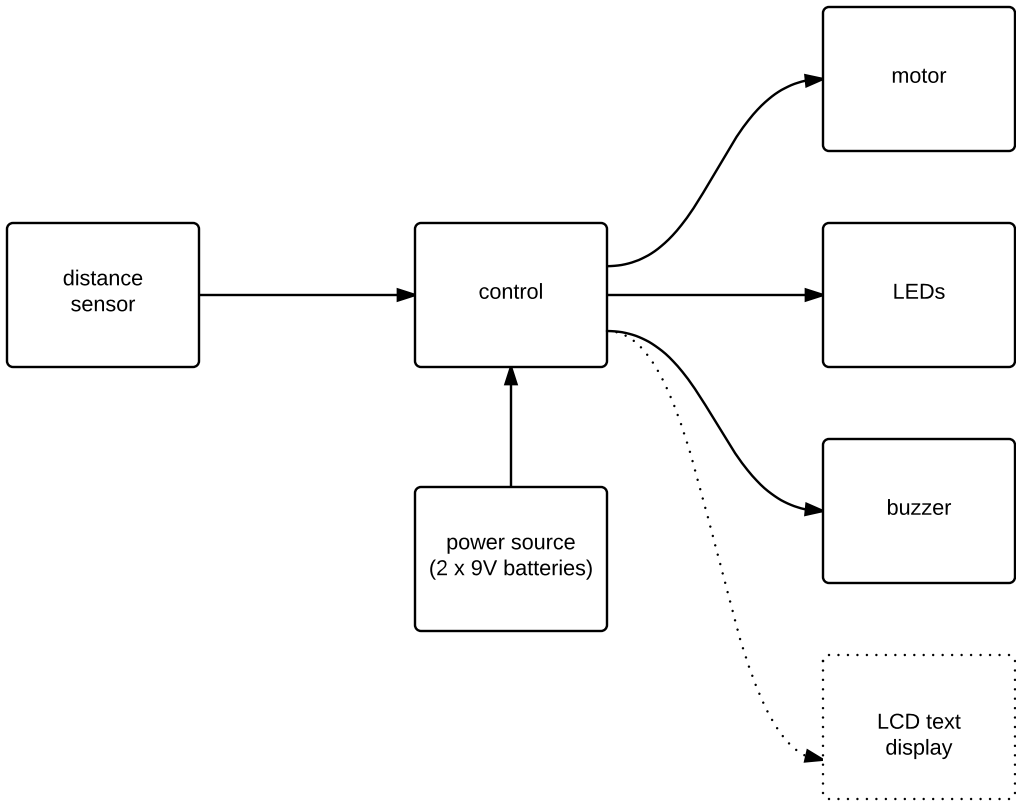 motor
distance
sensor
control
LEDs
power source
(2 x 9V batteries)
buzzer
LCD text
display